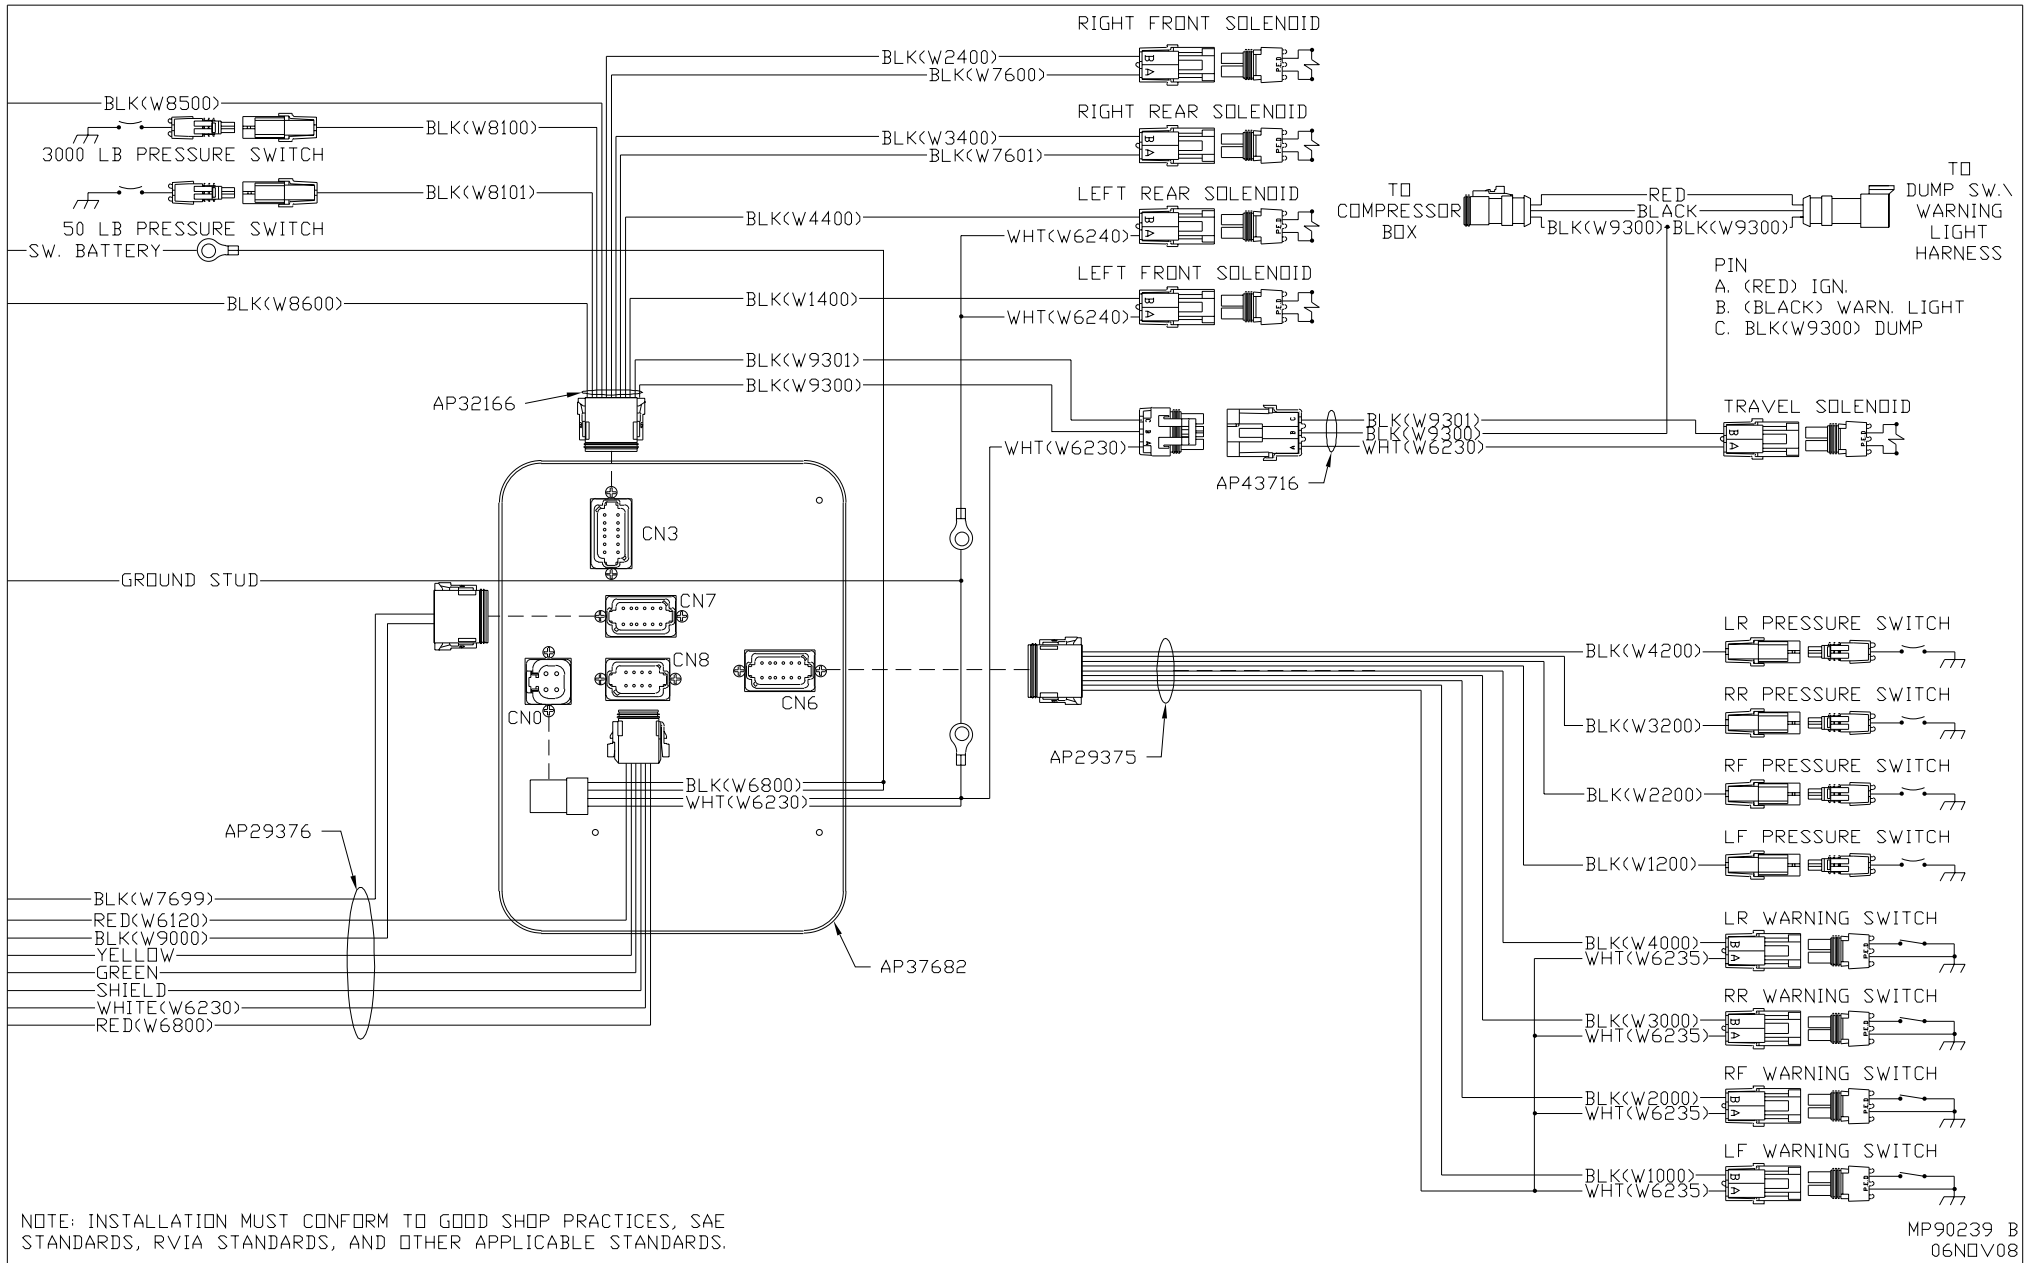 RIGHT FRONT SOLENOID
BLK(W2400)
BLK(W7600)
B
A
PED
BLK(W8500)
BLK(W8100)
3000 LB PRESSURE SWITCH
RIGHT REAR SOLENOID
BLK(W3400)
BLK(W7601)
B
A
PED
BLK(W8101)
50 LB PRESSURE SWITCH
SW. BATTERY
LEFT REAR SOLENOID
BLK(W4400)
WHT(W6240)
B
A
PED
BLK(W8600)
LEFT FRONT SOLENOID
BLK(W1400)
WHT(W6240)
B
A
PED
TO
COMPRESSOR
BOX
RED
BLACK
BLK(W9300)
BLK(W9300)
TO
DUMP SW.\
WARNING
LIGHT
HARNESS
PIN
A. (RED) IGN.
B. (BLACK) WARN. LIGHT
C. BLK(W9300) DUMP
BLK(W9301)
BLK(W9300)
AP32166
WHT(W6230)
C
B
A
C
B
A
BLK(W9301)
BLK(W9300)
WHT(W6230)
AP43716
TRAVEL SOLENOID
B
A
PED
CN3
GROUND STUD
CN7
CN8
CN0
CN6
BLK(W6800)
WHT(W6230)
AP29375
AP29376
BLK(W7699)
RED(W6120)
BLK(W9000)
YELLOW
GREEN
SHIELD
WHITE(W6230)
RED(W6800)
AP37682
LR PRESSURE SWITCH
BLK(W4200)
RR PRESSURE SWITCH
BLK(W3200)
RF PRESSURE SWITCH
BLK(W2200)
LF PRESSURE SWITCH
BLK(W1200)
LR WARNING SWITCH
BLK(W4000)
WHT(W6235)
B
A
PED
RR WARNING SWITCH
BLK(W3000)
WHT(W6235)
B
A
PED
RF WARNING SWITCH
BLK(W2000)
WHT(W6235)
B
A
PED
LF WARNING SWITCH
BLK(W1000)
WHT(W6235)
B
A
PED
NOTE: INSTALLATION MUST CONFORM TO GOOD SHOP PRACTICES, SAE
STANDARDS, RVIA STANDARDS, AND OTHER APPLICABLE STANDARDS.
MP90239 B
06NOV08